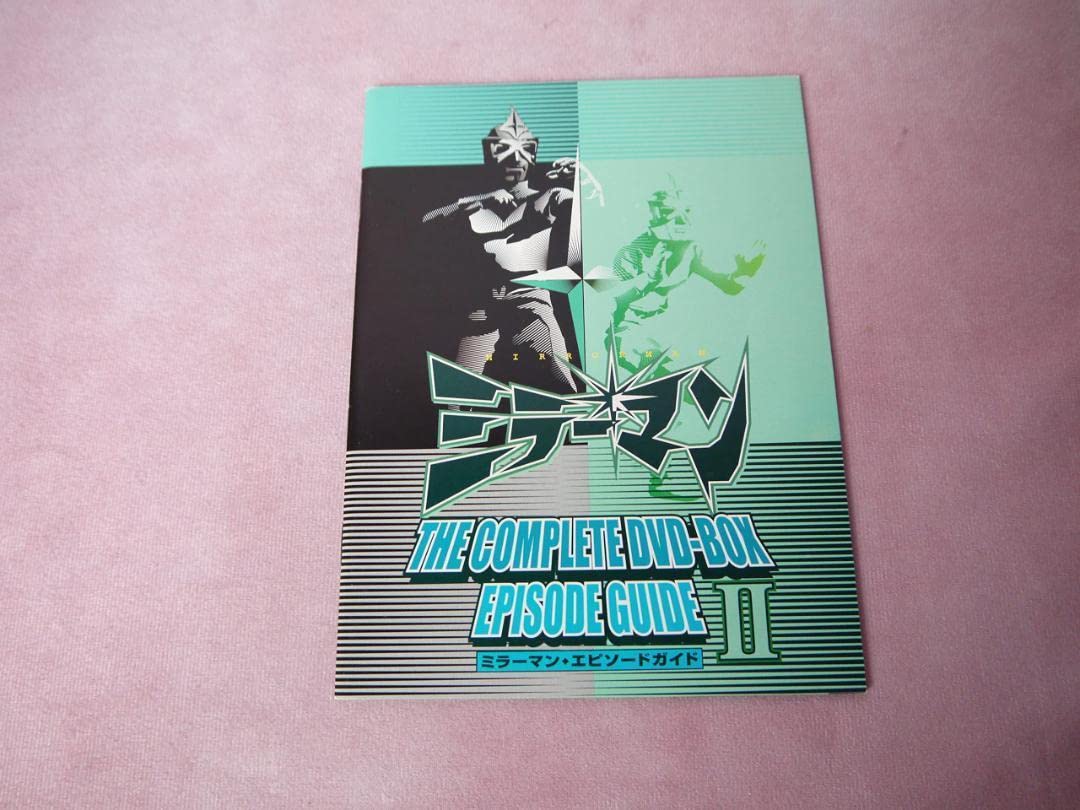 MIRRORMAN
ミラーマン
THE COMPLETE DVD-BOX
EPISODE GUIDE II
ミラーマン・エピソードガイド